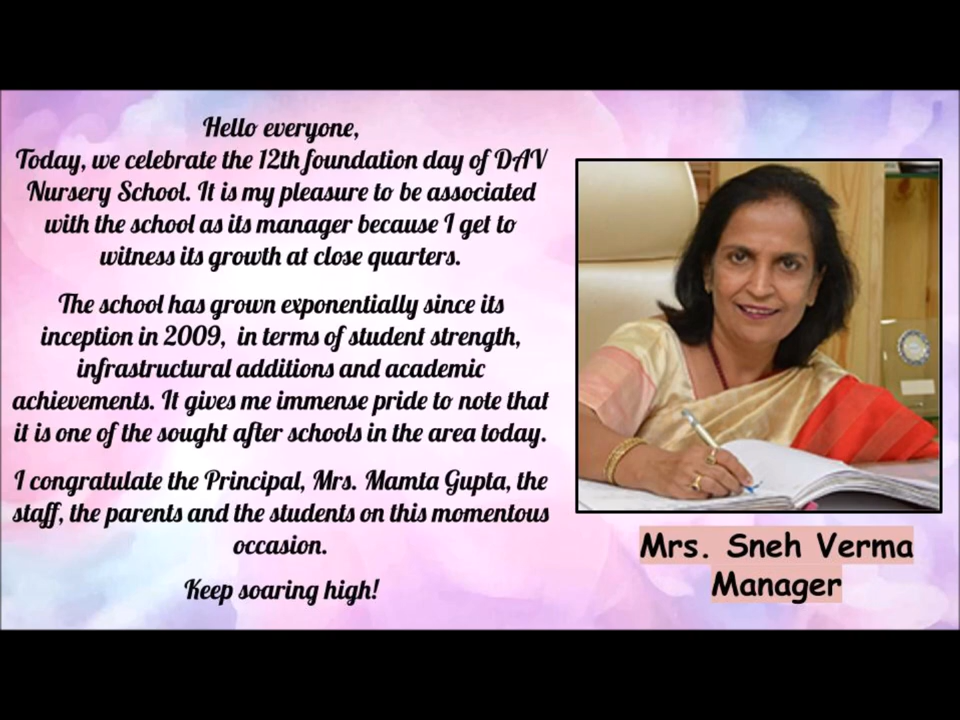 Hello everyone,
Today, we celebrate the 12th foundation day of DAV
Nursery School. It is my pleasure to be associated
with the school as its manager because I get to
witness its growth at close quarters.
The school has grown exponentially since its
inception in 2009, in terms of student strength,
infrastructural additions and academic
achievements. It gives me immense pride to note that
it is one of the sought after schools in the area today.
I congratulate the Principal, Mrs. Mamta Gupta, the
staff, the parents and the students on this momentous
occasion.
Keep soaring high!
Mrs. Sneh Verma
Manager